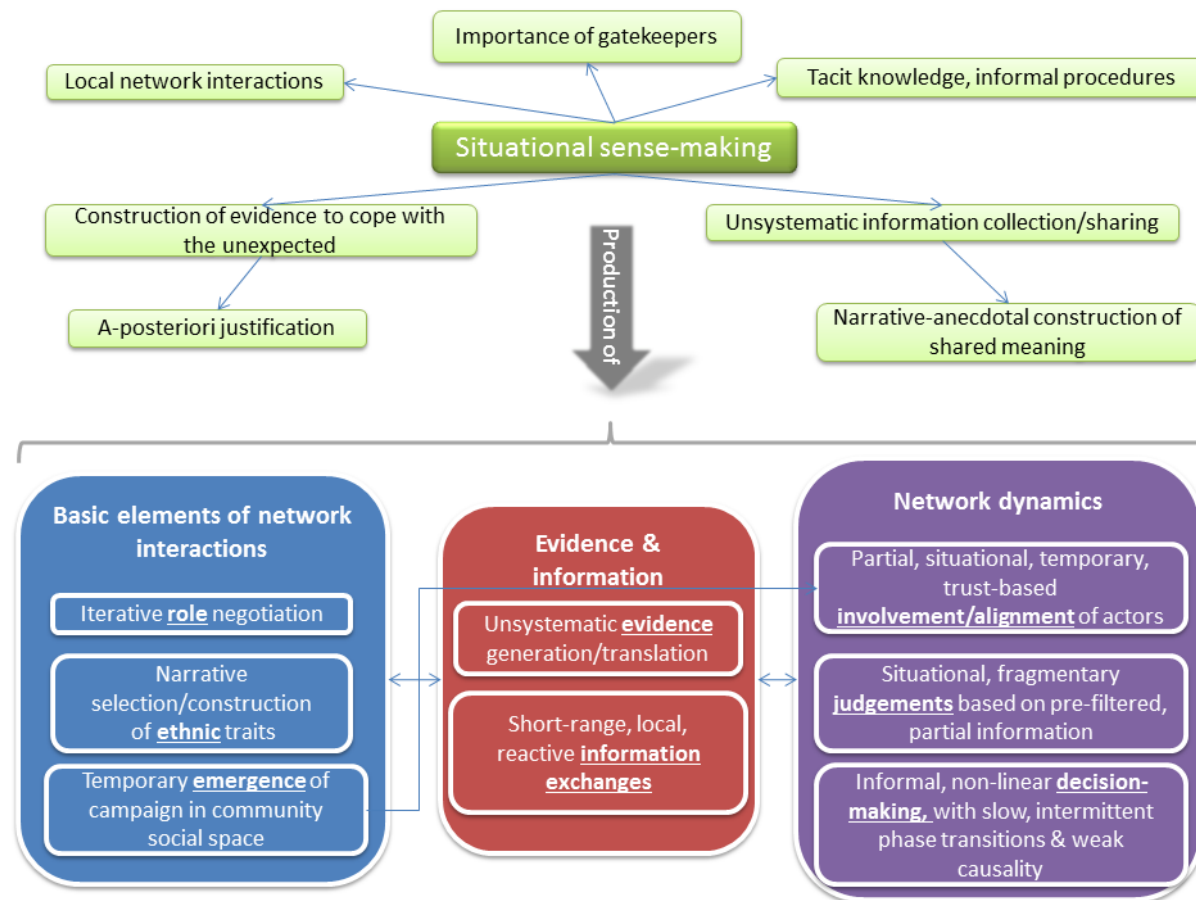 Importance of gatekeepers
Local network interactions
Tacit knowledge, informal procedures
Situational sense-making
Construction of evidence to cope with
the unexpected
Unsystematic information collection/sharing
A-posteriori justification
Narrative-anecdotal construction of
shared meaning
Production of
Basic elements of network
interactions
Iterative role negotiation
Narrative
selection/construction
of ethnic traits
Temporary emergence of
campaign in community
social space
Evidence &
information
Unsystematic evidence
generation/translation
Short-range, local,
reactive information
exchanges
Network dynamics
Partial, situational, temporary,
trust-based
involvement/alignment of actors
Situational, fragmentary
judgements based on pre-filtered,
partial information
Informal, non-linear decision-
making, with slow, intermittent
phase transitions & weak
causality